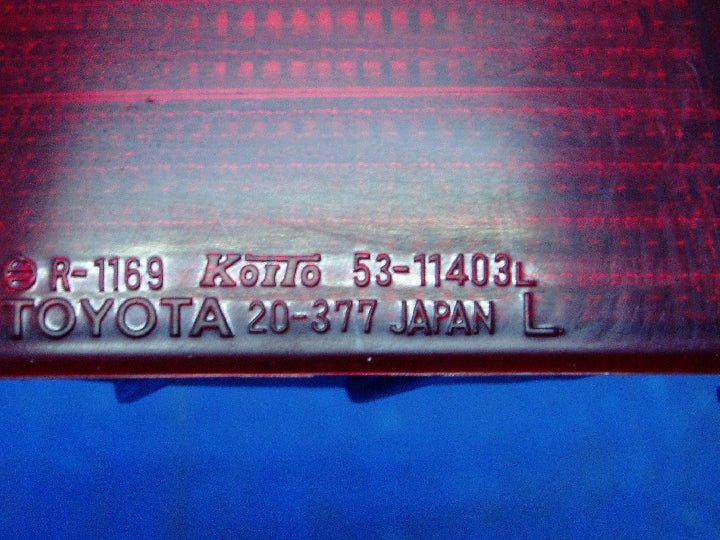 R-1169 KOITO 53-11403L
TOYOTA 20-377 JAPAN L